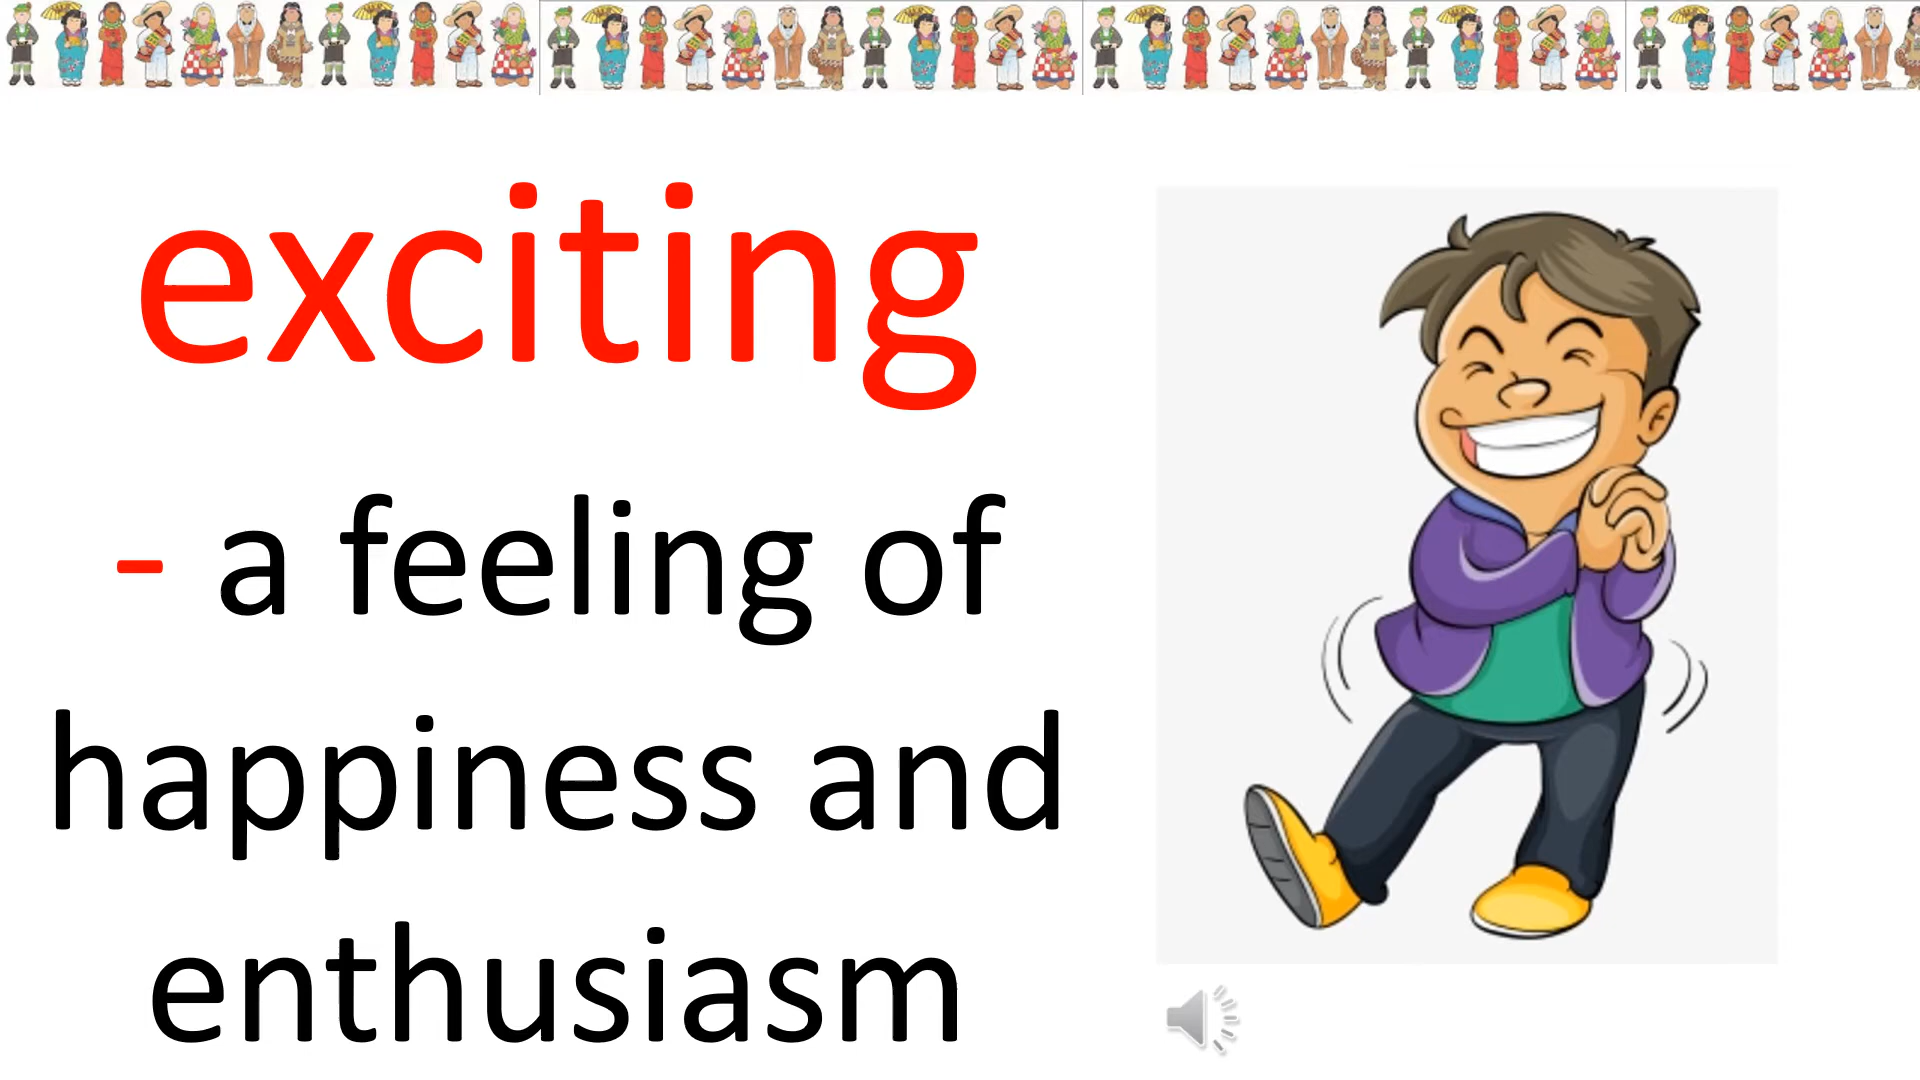 exciting
- a feeling of
happiness and
enthusiasm